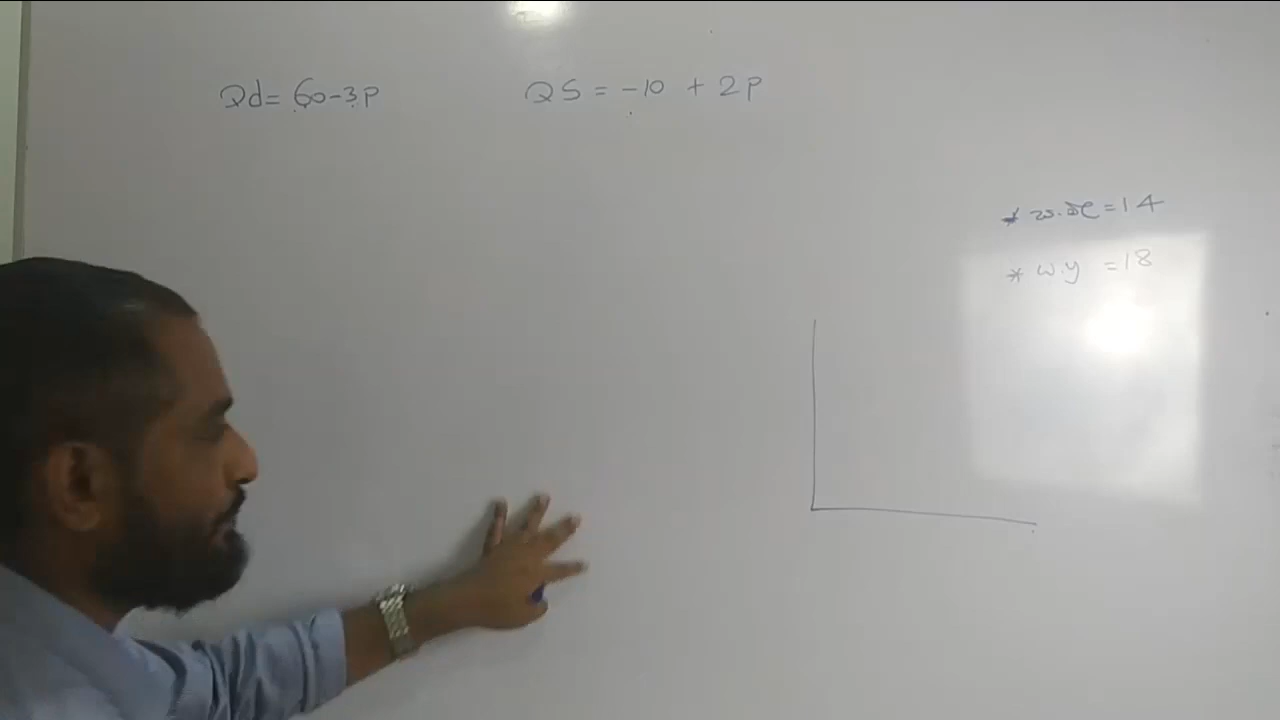 Qd= 60-3P
QS = -10 + 2P
=14
* w.y =18